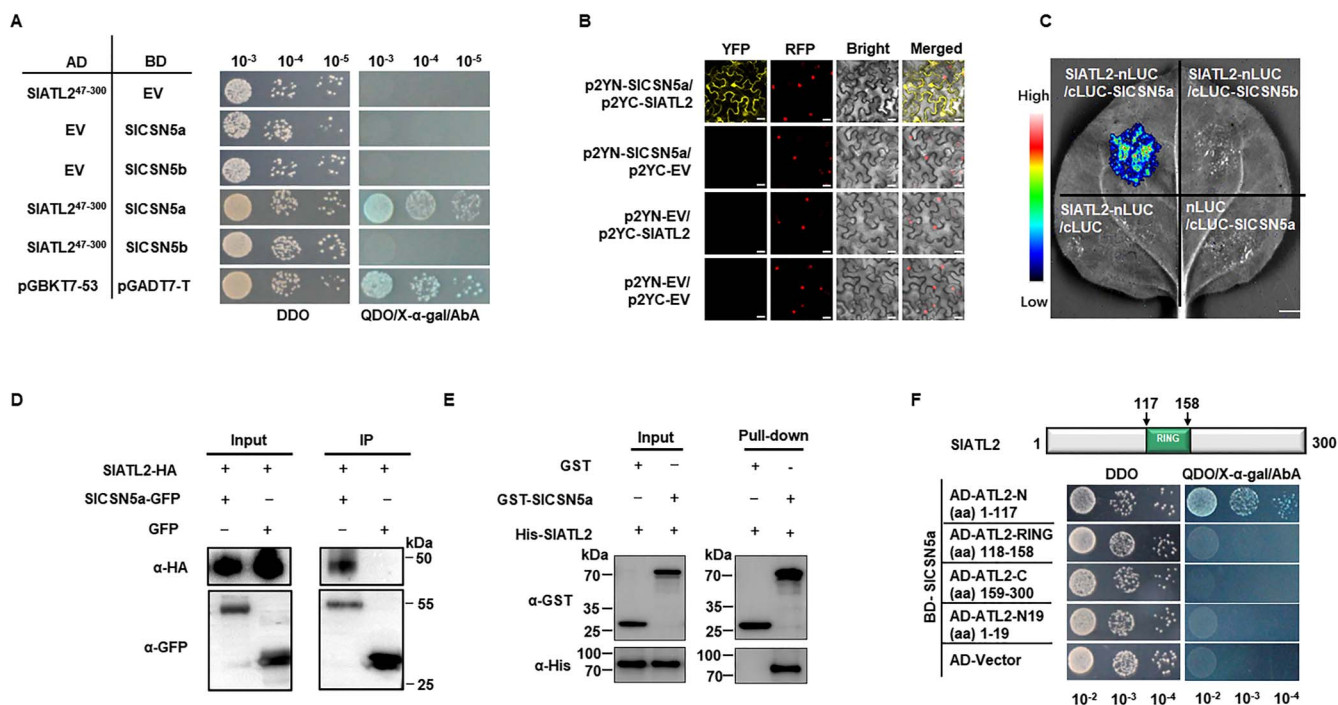 A
AD BD
10-3 10-4 10-5 10-3 10-4 10-5
SlATL247-300 EV
EV SlCSN5a
EV SlCSN5b
SlATL247-300 SlCSN5a
SlATL247-300 SlCSN5b
pGBKT7-53 pGADT7-T
DDO QDO/X-α-gal/AbA
B
YFP RFP Bright Merged
p2YN-SlCSN5a/
p2YC-SlATL2
p2YN-SlCSN5a/
p2YC-EV
p2YN-EV/
p2YC-SlATL2
p2YN-EV/
p2YC-EV
C
High
Low
SlATL2-nLUC
/cLUC-SlCSN5a
SlATL2-nLUC
/cLUC-SlCSN5b
SlATL2-nLUC
/cLUC
nLUC
/cLUC-SlCSN5a
D
Input IP
SlATL2-HA + + + +
SlCSN5a-GFP + − + −
GFP − + − +
kDa
α-HA
50
α-GFP
55
25
E
Input Pull-down
GST + − + -
GST-SlCSN5a − + − +
His-SlATL2 + + + +
kDa kDa
α-GST
70
35
25
70
35
25
α-His
100
70
100
70
F
117 158
SlATL2 1 RING 300
DDO QDO/X-α-gal/AbA
BD- SlCSN5a
AD-ATL2-N
(aa) 1-117
AD-ATL2-RING
(aa) 118-158
AD-ATL2-C
(aa) 159-300
AD-ATL2-N19
(aa) 1-19
AD-Vector
10-2 10-3 10-4 10-2 10-3 10-4